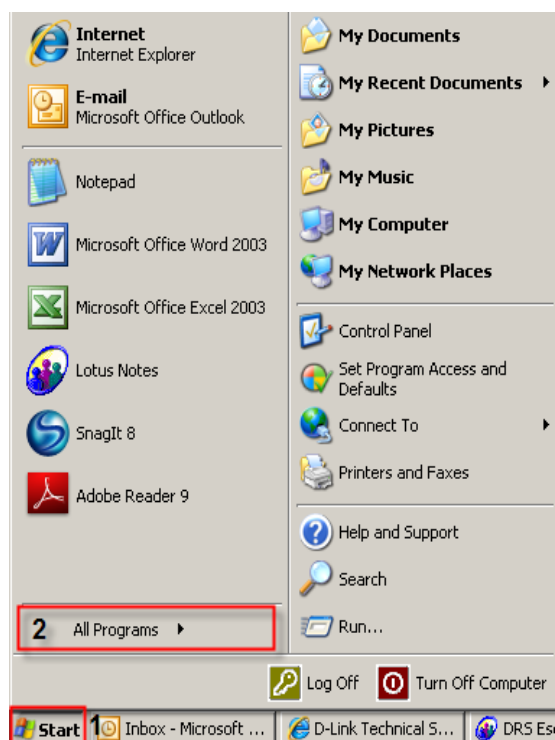 Internet
Internet Explorer
E-mail
Microsoft Office Outlook
Notepad
Microsoft Office Word 2003
Microsoft Office Excel 2003
Lotus Notes
SnagIt 8
Adobe Reader 9
2 All Programs
My Documents
My Recent Documents
My Pictures
My Music
My Computer
My Network Places
Control Panel
Set Program Access and
Defaults
Connect To
Printers and Faxes
Help and Support
Search
Run...
Log Off
Turn Off Computer
Start
1
Inbox - Microsoft ...
D-Link Technical S...
DRS Es